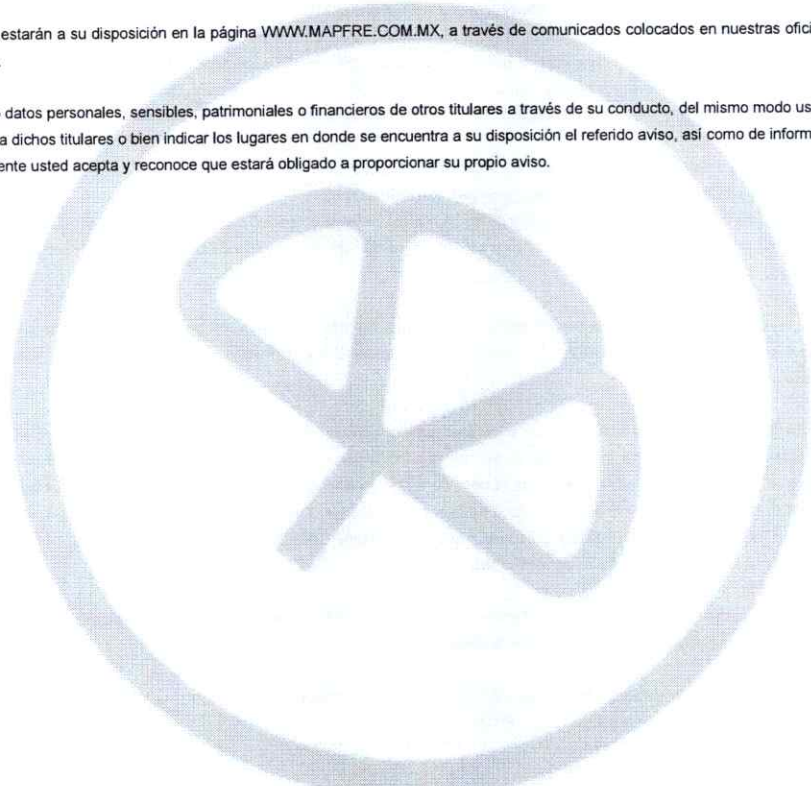 estarán a su disposición en la página WWW.MAPFRE.COM.MX, a través de comunicados colocados en nuestras ofici
datos personales, sensibles, patrimoniales o financieros de otros titulares a través de su conducto, del mismo modo us
a dichos titulares o bien indicar los lugares en donde se encuentra a su disposición el referido aviso, así como de inform
ente usted acepta y reconoce que estará obligado a proporcionar su propio aviso.